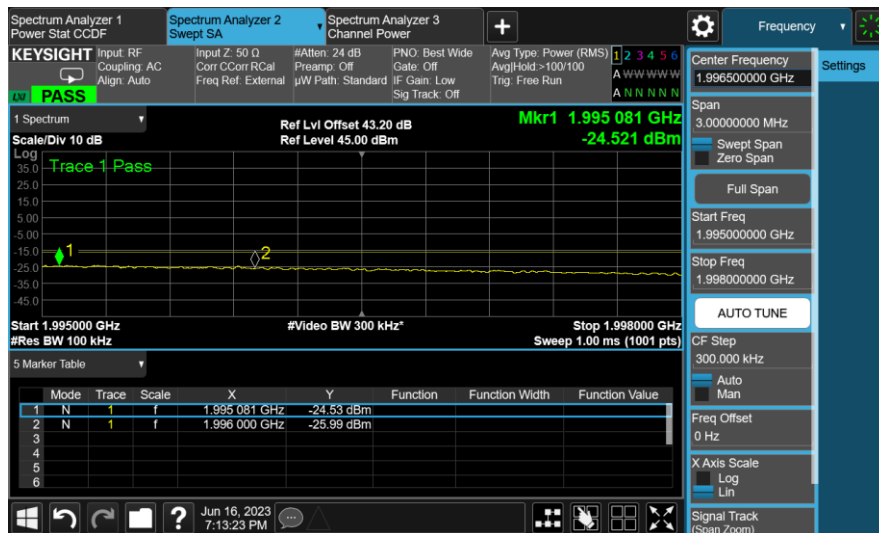 Spectrum Analyzer 1
Power Stat CCDF
Spectrum Analyzer 2
Swept SA
Spectrum Analyzer 3
Channel Power
Frequency
KEYSIGHT
LXI
PASS
Input: RF
Coupling: AC
Align: Auto
Input Z: 50 Ω
Corr CCorr RCal
Freq Ref: External
#Atten: 24 dB
Preamp: Off
µW Path: Standard
PNO: Best Wide
Gate: Off
IF Gain: Low
Sig Track: Off
Avg Type: Power (RMS)
Avg|Hold:>100/100
Trig: Free Run
1 2 3 4 5 6
A W W W W W
A N N N N N
1 Spectrum
Scale/Div 10 dB
Ref Lvl Offset 43.20 dB
Ref Level 45.00 dBm
Mkr1 1.995 081 GHz
-24.521 dBm
Log
Trace 1 Pass
35.0
25.0
15.0
5.00
-5.00
-15.0
-25.0
-35.0
-45.0
1
2
Start 1.995000 GHz
#Res BW 100 kHz
#Video BW 300 kHz*
Stop 1.998000 GHz
Sweep 1.00 ms (1001 pts)
5 Marker Table
Mode Trace Scale X Y Function Function Width Function Value
1 N 1 f 1.995 081 GHz -24.53 dBm
2 N 1 f 1.996 000 GHz -25.99 dBm
3
4
5
6
Jun 16, 2023
7:13:23 PM
Settings
Center Frequency
1.996500000 GHz
Span
3.00000000 MHz
Swept Span
Zero Span
Full Span
Start Freq
1.995000000 GHz
Stop Freq
1.998000000 GHz
AUTO TUNE
CF Step
300.000 kHz
Auto
Man
Freq Offset
0 Hz
X Axis Scale
Log
Lin
Signal Track
(Span Zoom)